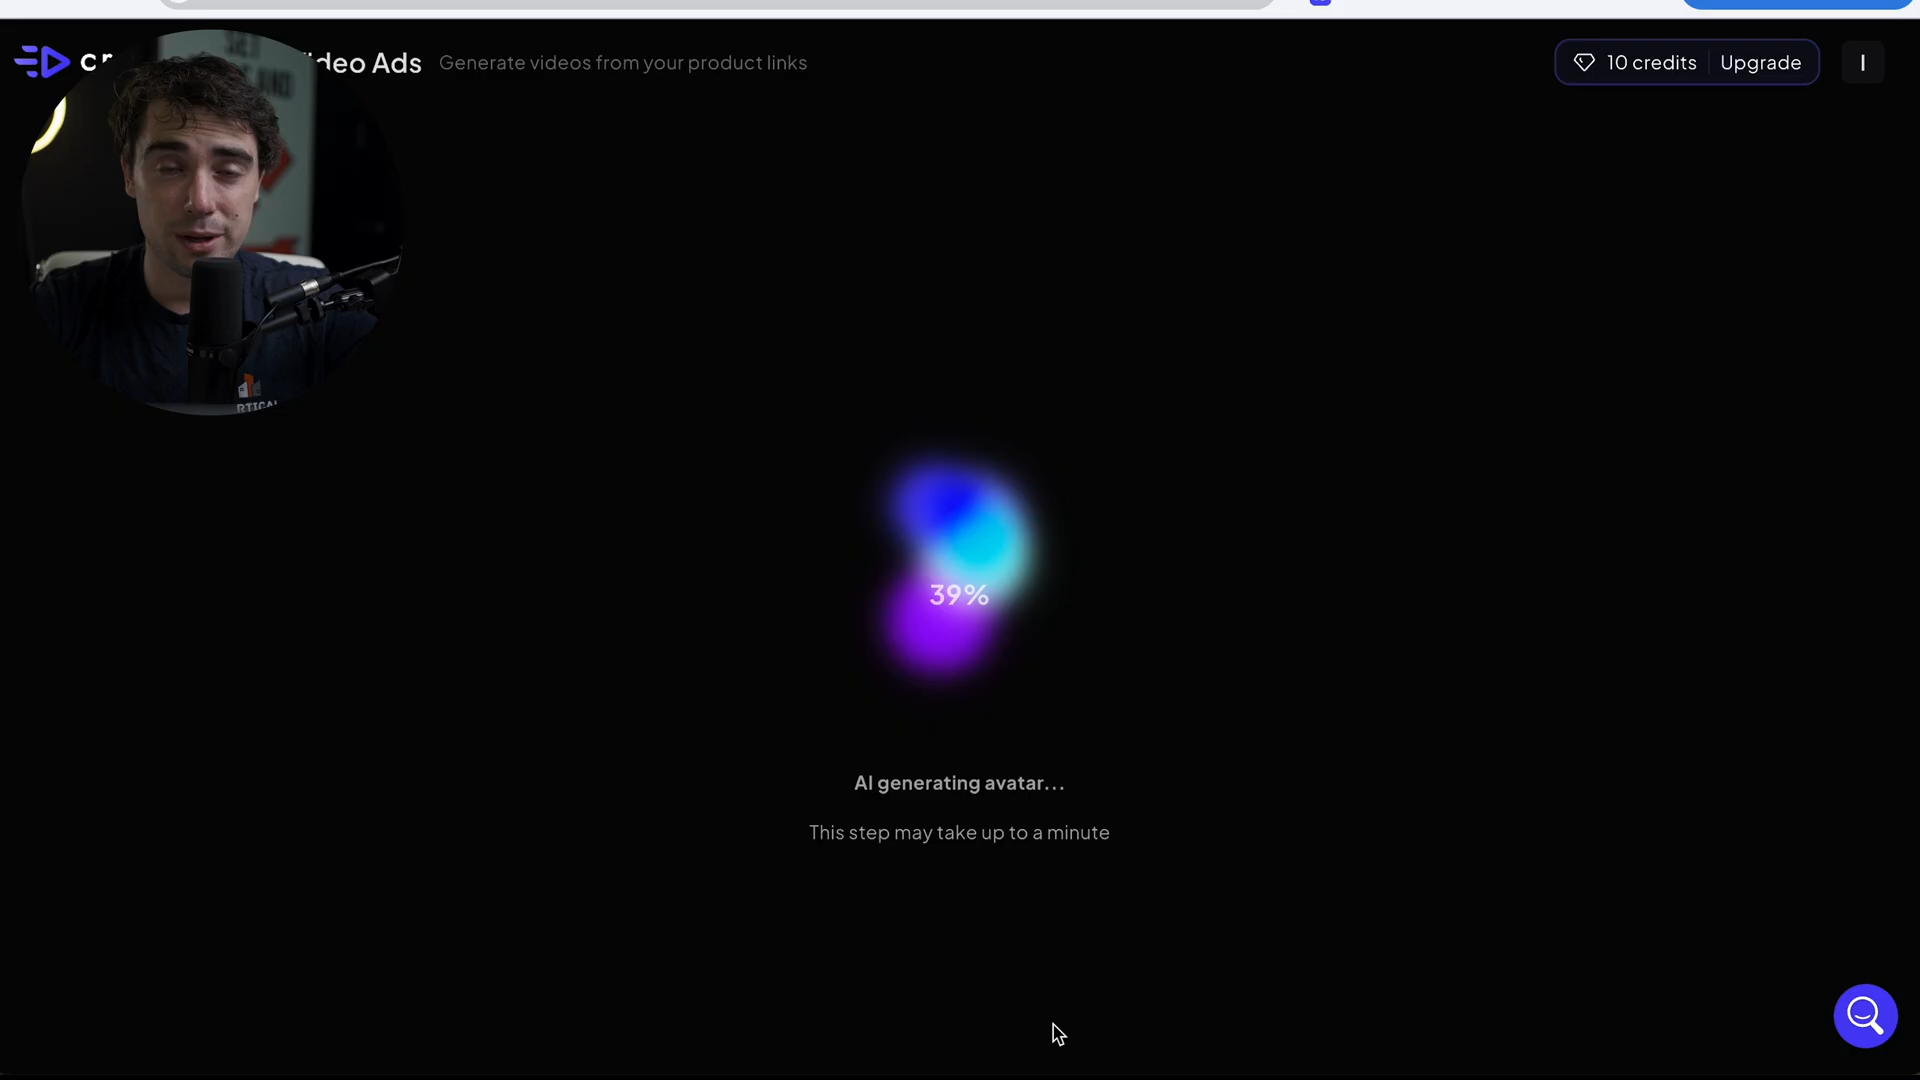 ideo Ads
Generate videos from your product links
10 credits
Upgrade
I
39%
AI generating avatar...
This step may take up to a minute
RTICAL